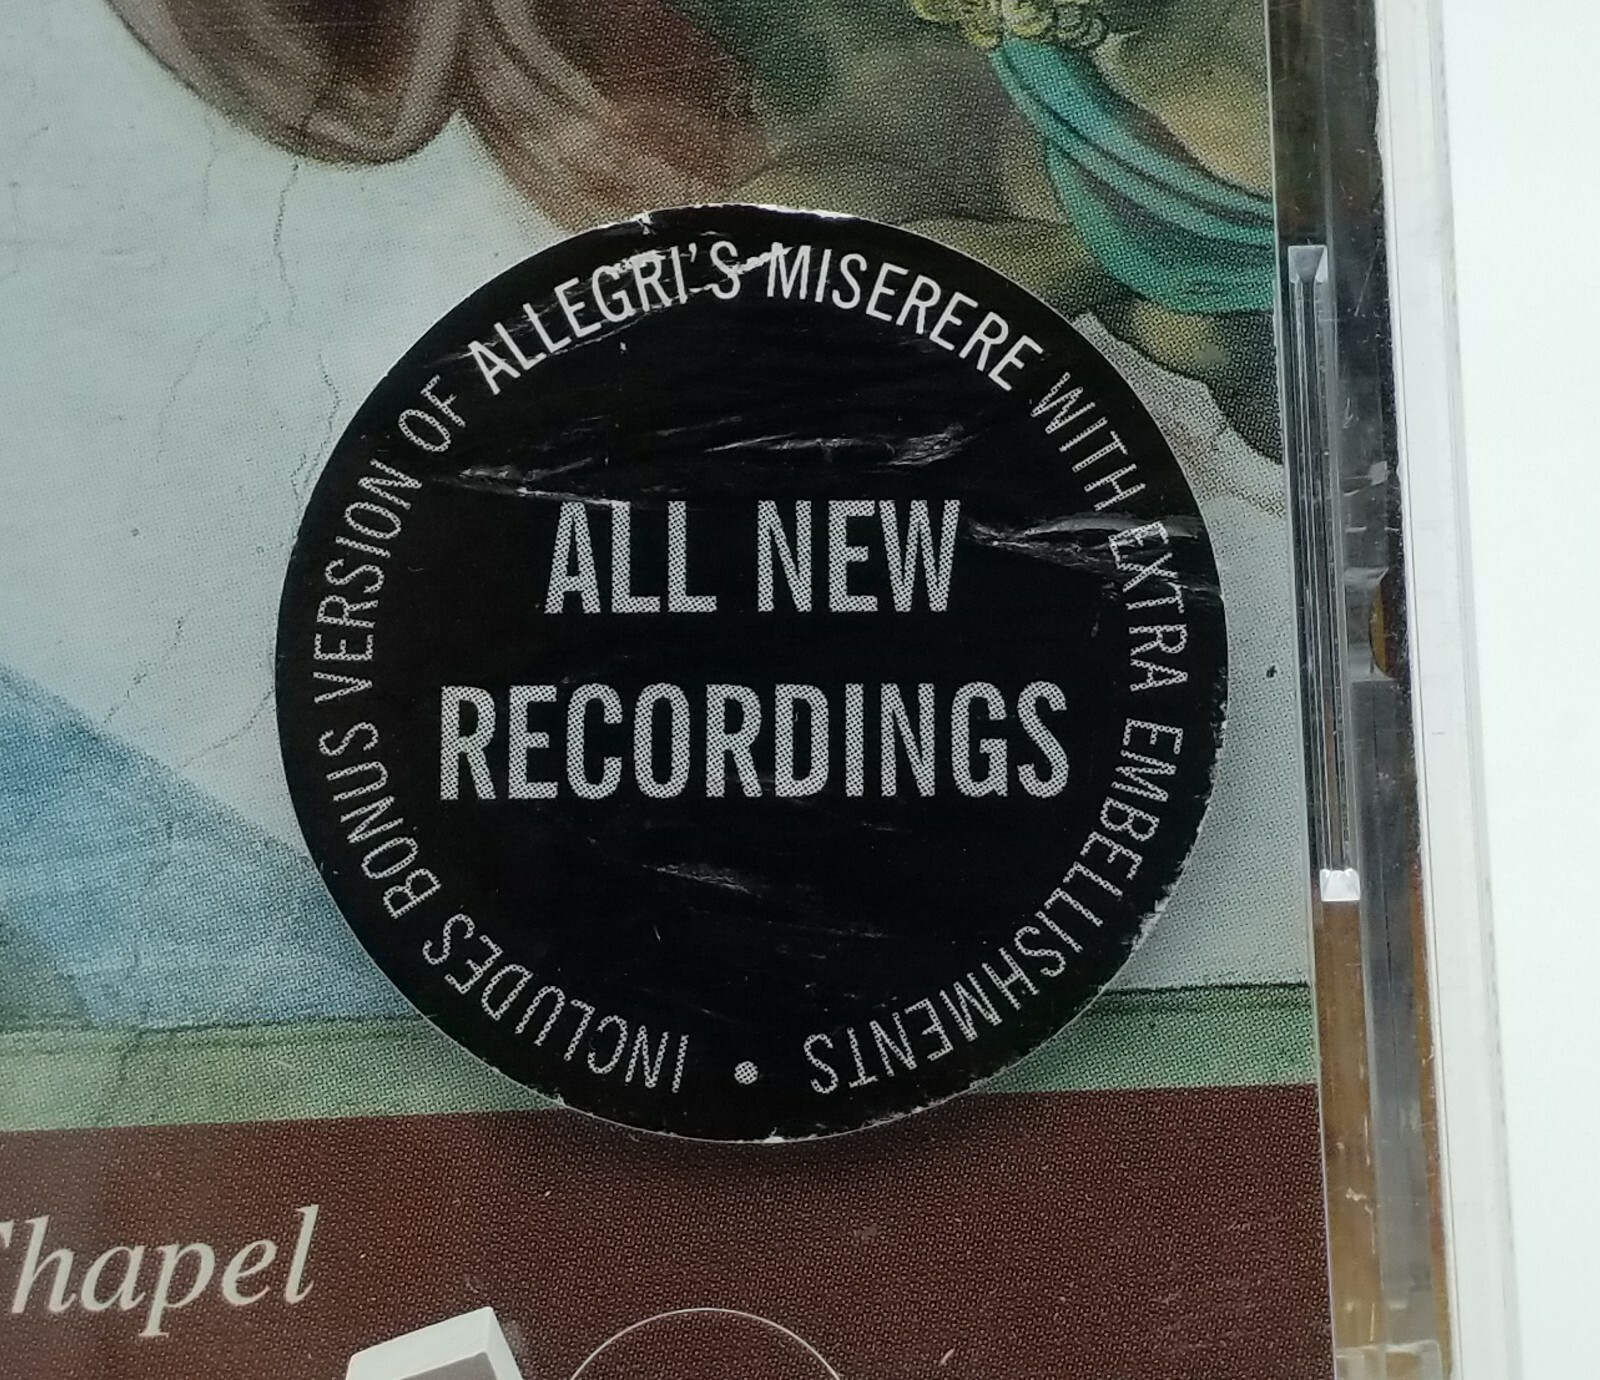 INCLUDES BONUS VERSION OF ALLEGRI'S MISERERE WITH EXTRA EMBELLISHMENTS •
ALL NEW
RECORDINGS
Chapel